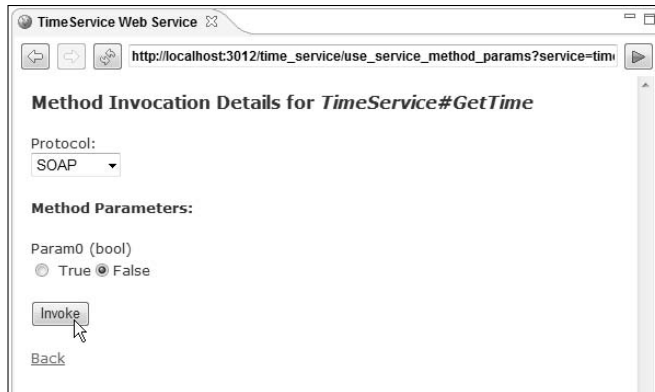 TimeService Web Service
http://localhost:3012/time_service/use_service_method_params?service=time
Method Invocation Details for TimeService#GetTime
Protocol:
SOAP
Method Parameters:
Param0 (bool)
True False
Invoke
Back